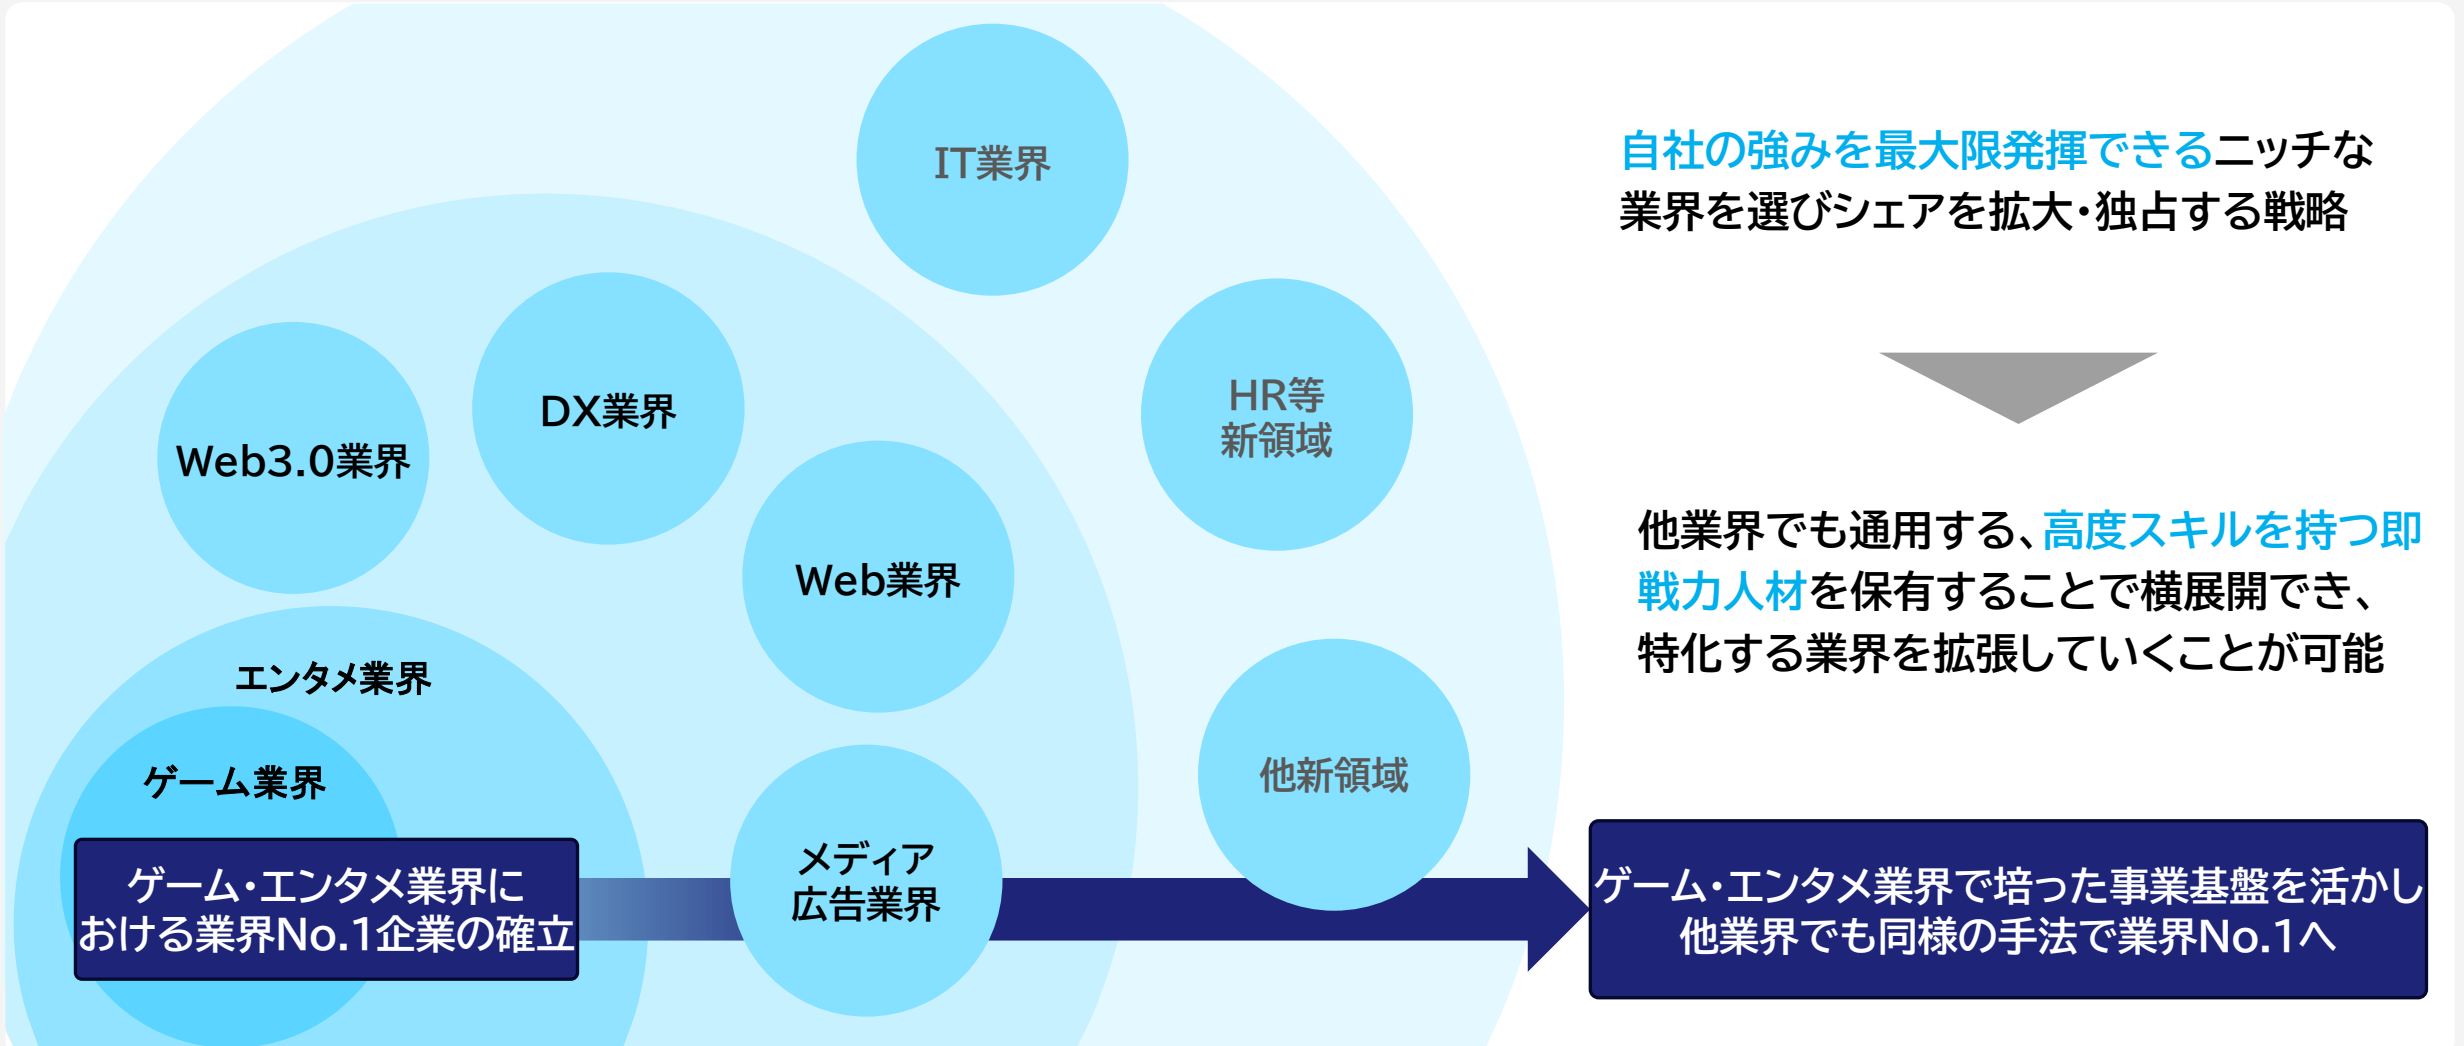 IT業界
HR等
新領域
DX業界
Web3.0業界
Web業界
エンタメ業界
ゲーム業界
他新領域
メディア
広告業界
ゲーム・エンタメ業界に
おける業界No.1企業の確立
自社の強みを最大限発揮できるニッチな
業界を選びシェアを拡大・独占する戦略
他業界でも通用する、高度スキルを持つ即
戦力人材を保有することで横展開でき、
特化する業界を拡張していくことが可能
ゲーム・エンタメ業界で培った事業基盤を活かし
他業界でも同様の手法で業界No.1へ